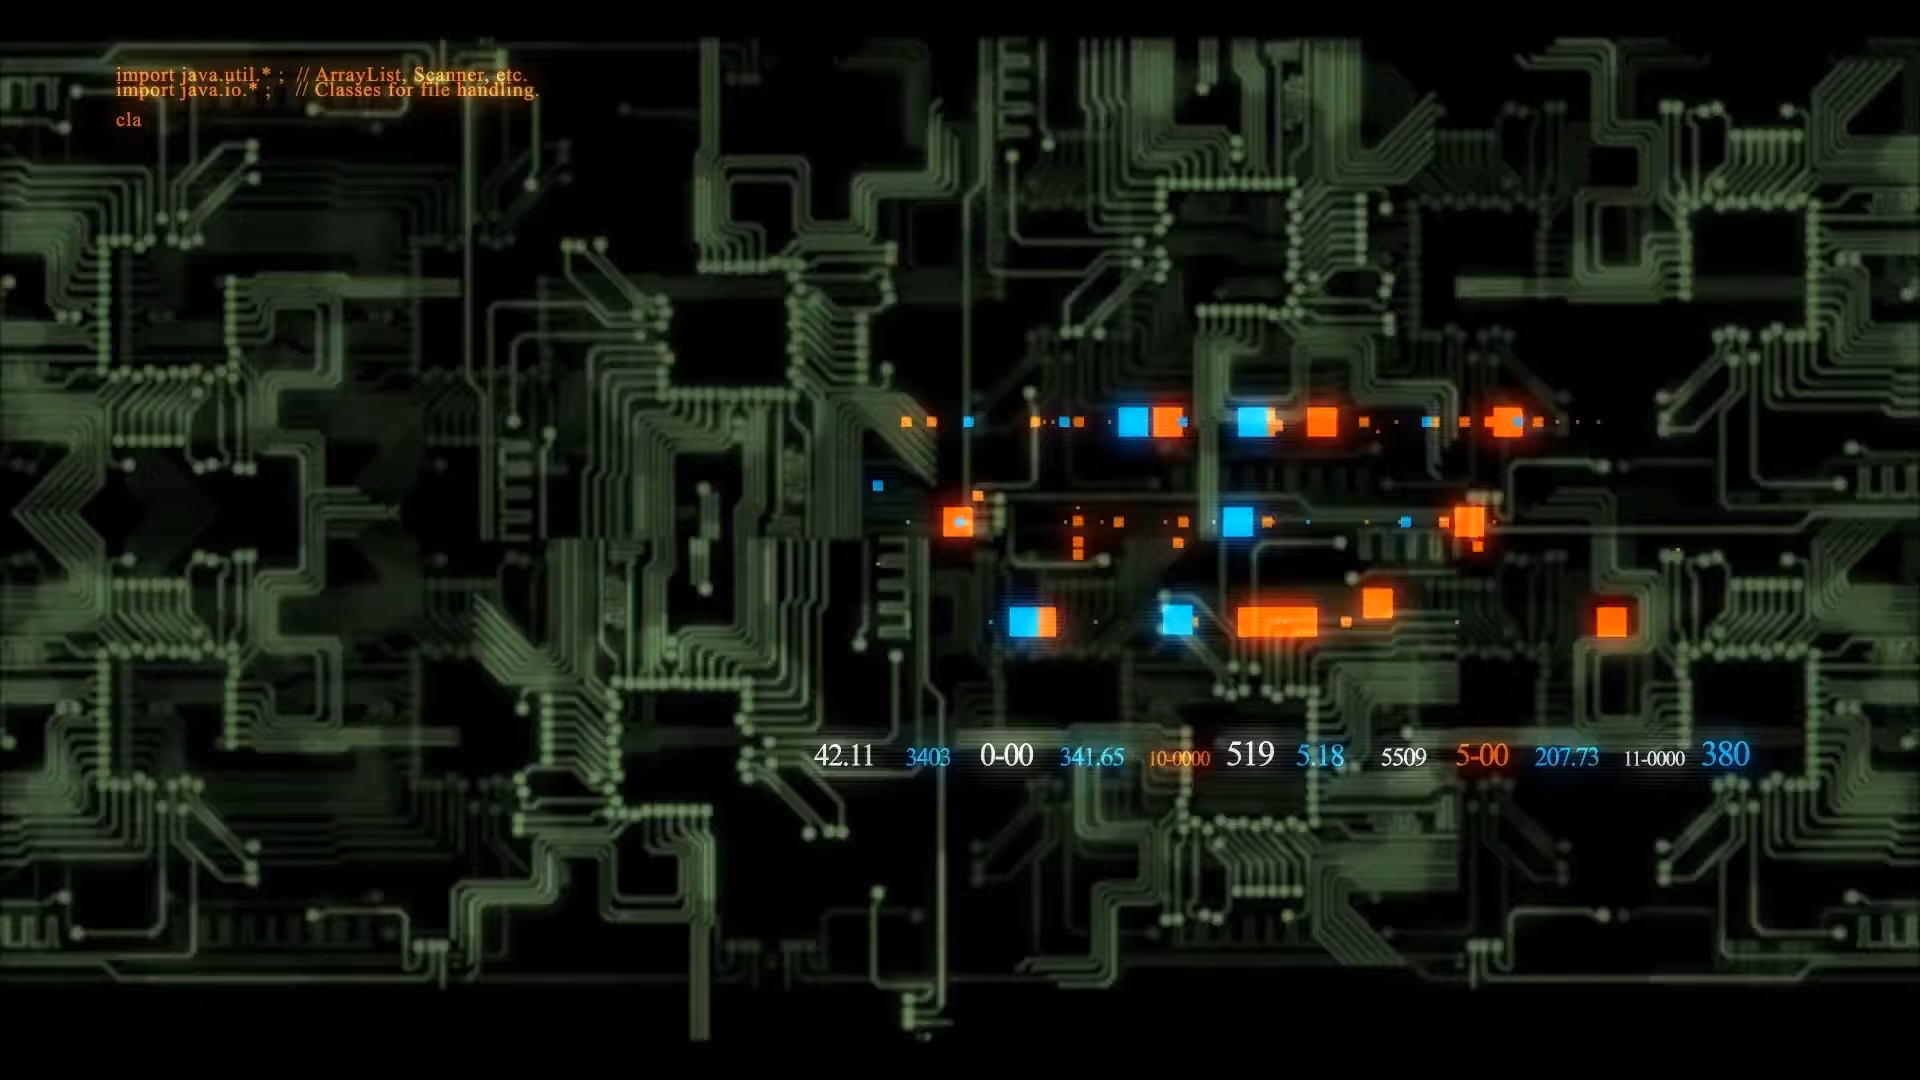 import java.util.* ;  // ArrayList, Scanner, etc.
import java.io.* ;  // Classes for file handling.
cla
42.11 3403 0-00 341.65 10-0000 519 5.18 5509 5-00 207.73 11-0000 380